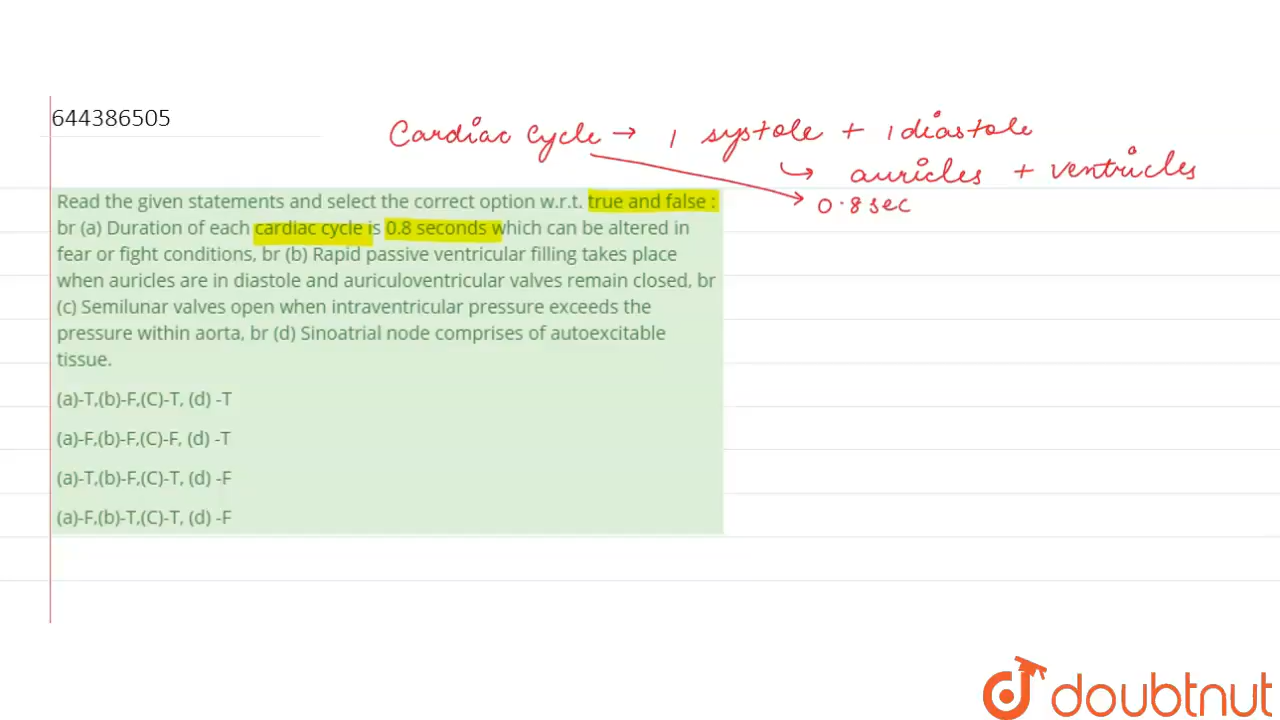 644386505
Cardiac Cycle → 1 systole + 1 diastole
↳ auricles + ventricles
0.8 sec
Read the given statements and select the correct option w.r.t. true and false :
br (a) Duration of each cardiac cycle is 0.8 seconds which can be altered in
fear or fight conditions, br (b) Rapid passive ventricular filling takes place
when auricles are in diastole and auriculoventricular valves remain closed, br
(c) Semilunar valves open when intraventricular pressure exceeds the
pressure within aorta, br (d) Sinoatrial node comprises of autoexcitable
tissue.
(a)-T,(b)-F,(C)-T, (d) -T
(a)-F,(b)-F,(C)-F, (d) -T
(a)-T,(b)-F,(C)-T, (d) -F
(a)-F,(b)-T,(C)-T, (d) -F
doubtnut